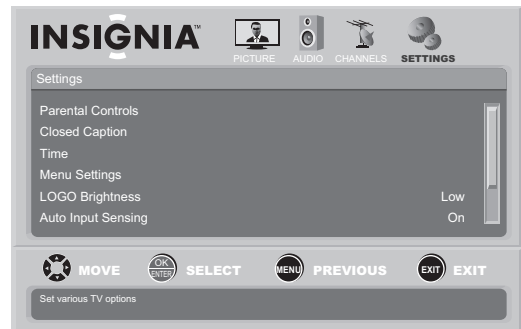 INSIGNIA™
PICTURE AUDIO CHANNELS SETTINGS
Settings
Parental Controls
Closed Caption
Time
Menu Settings
LOGO Brightness Low
Auto Input Sensing On
MOVE OK ENTER SELECT MENU PREVIOUS EXIT EXIT
Set various TV options